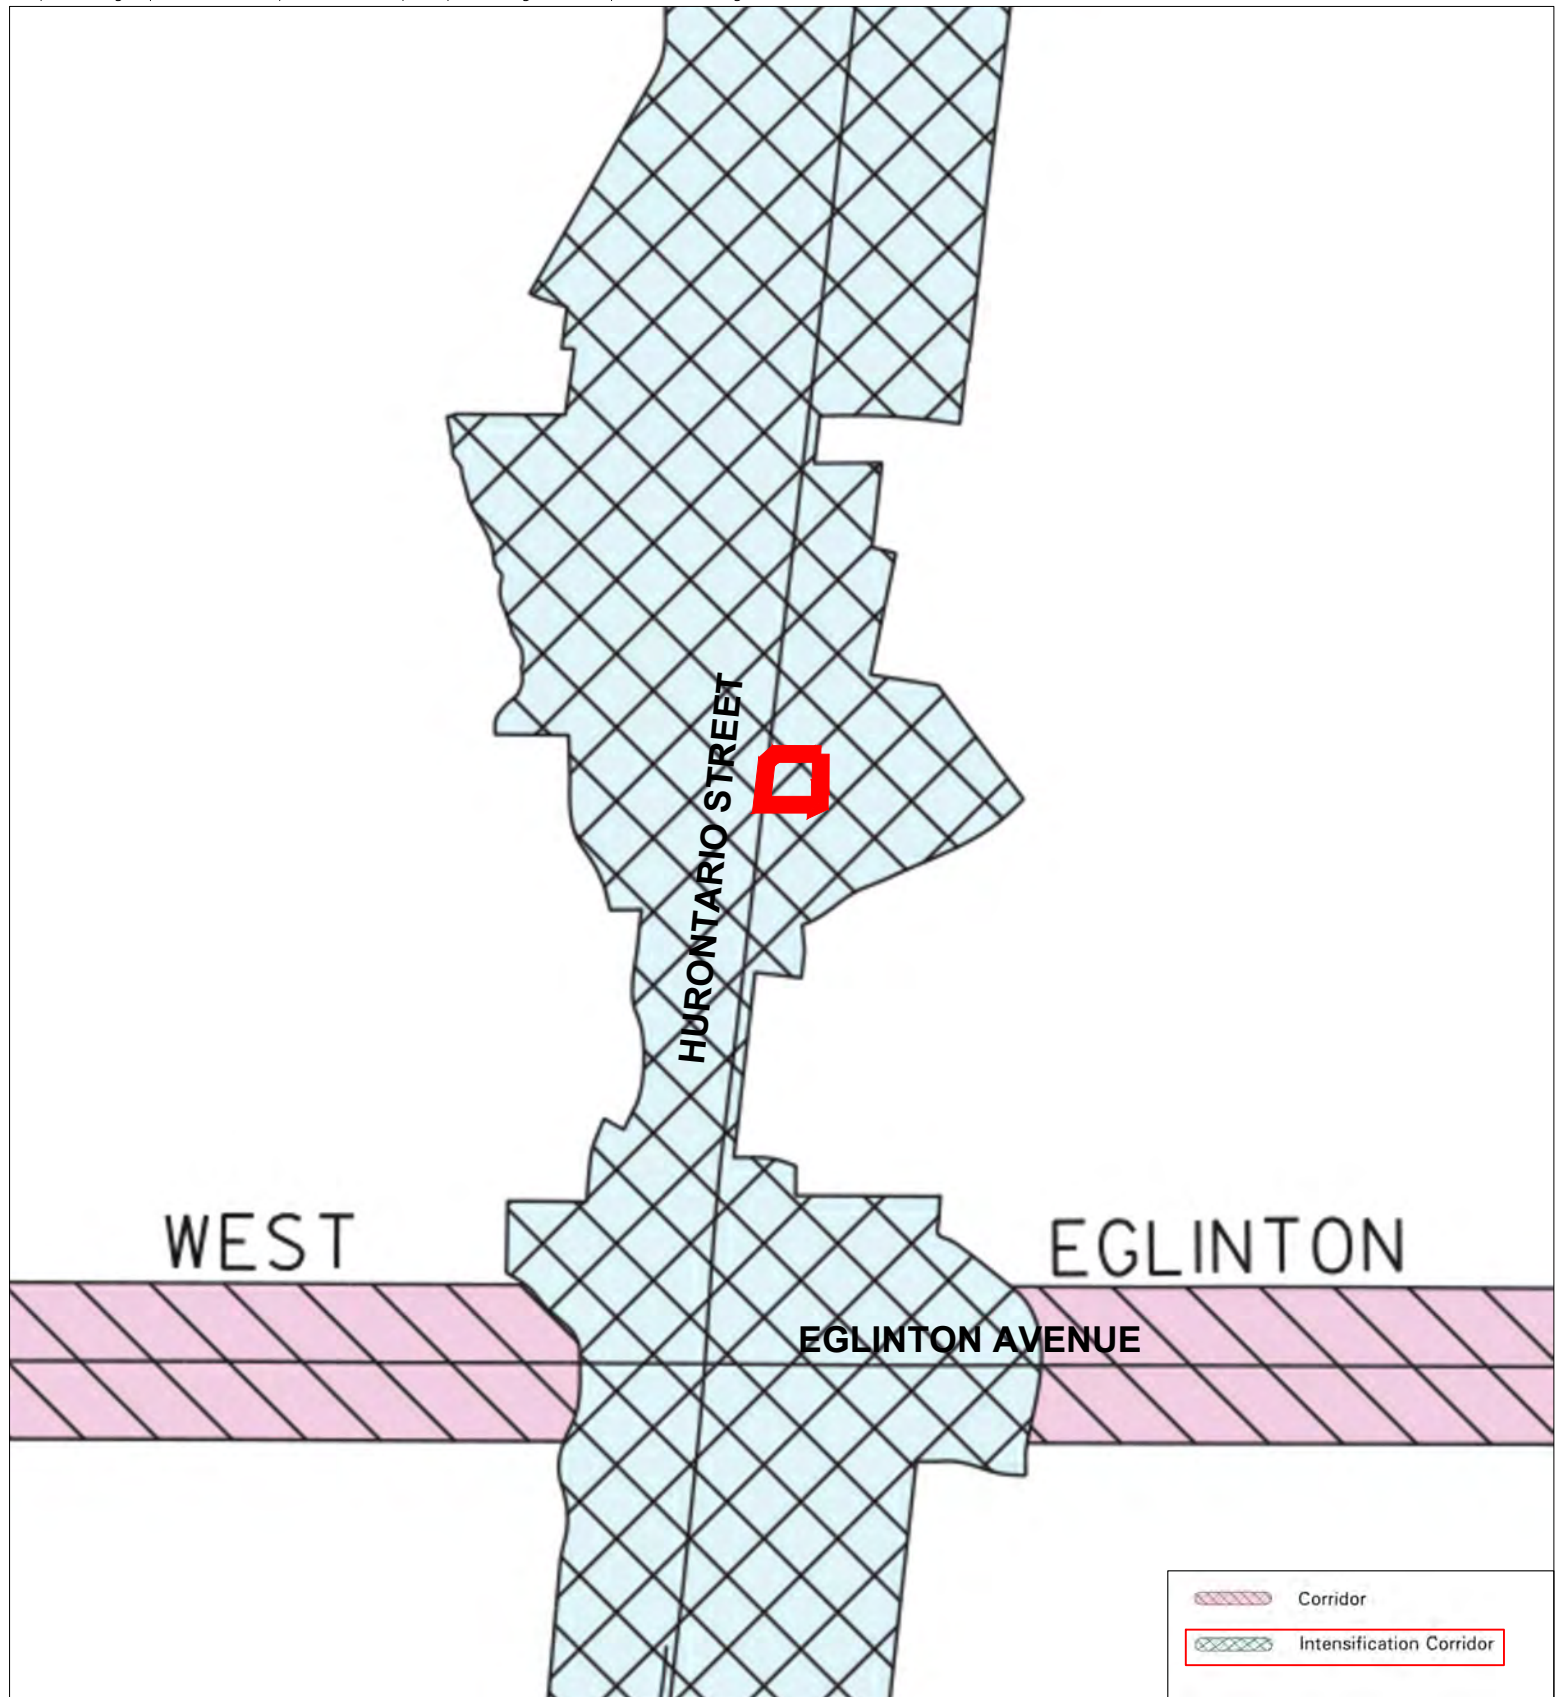 HURONTARIO STREET
WEST
EGLINTON
EGLINTON AVENUE
Corridor
Intensification Corridor